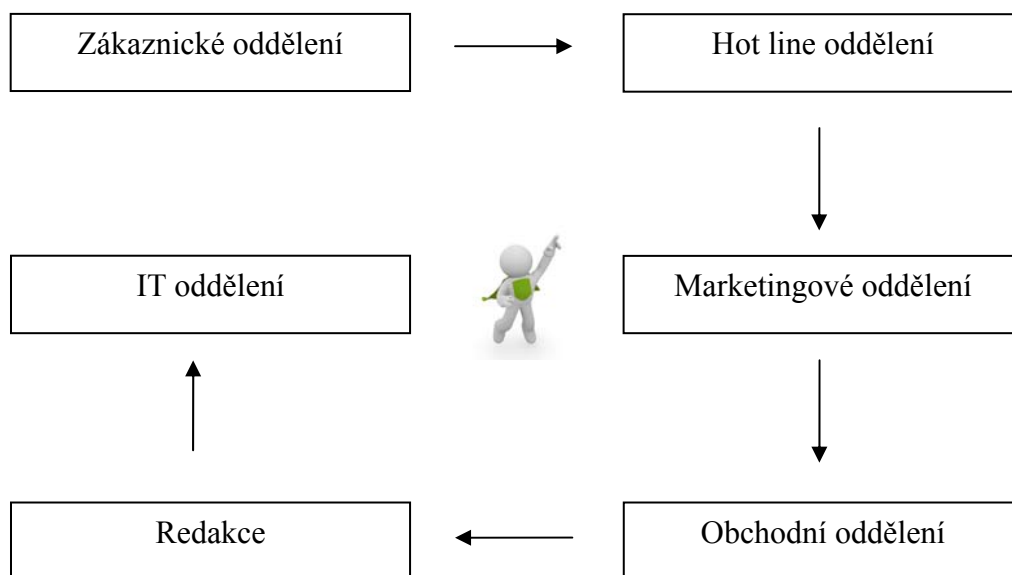 Zákaznické oddělení
Hot line oddělení
IT oddělení
Marketingové oddělení
Redakce
Obchodní oddělení